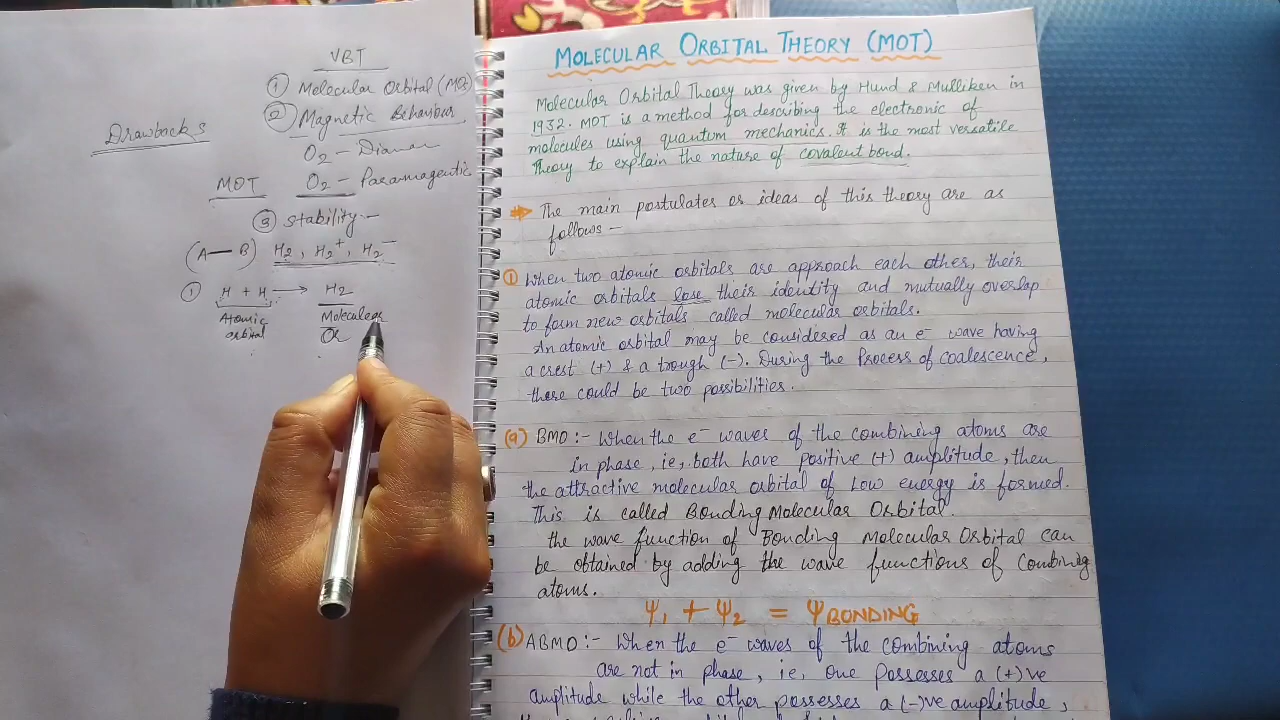 VBT
① Molecular Orbital (MOs)
② Magnetic Behaviour
Drawbacks
O2 - Diaman
MOT O2 - Paramagentic
③ stability:-
(A—B) H2, H2+, H2-
① H + H → H2
Atomic Molecular
orbital Or
MOLECULAR ORBITAL THEORY (MOT)
Molecular Orbital Theory was given by Hund & Mulliken in
1932. MOT is a method for describing the electronic of
molecules using quantum mechanics. It is the most versatile
Theory to explain the nature of covalent bond.
⇒ The main postulates or ideas of this theory are as
follows -
① When two atomic orbitals are approach each other, their
atomic orbitals lose their identity and mutually overlap
to form new orbitals called molecular orbitals.
An atomic orbital may be considered as an e- wave having
a crest (+) & a trough (-). During the Process of coalescence,
there could be two possibilities.
(a) BMO :- When the e- waves of the combining atoms are
in phase, ie, both have positive (+) amplitude, then
the attractive molecular orbital of Low energy is formed.
This is called Bonding Molecular Orbital.
the wave function of Bonding Molecular Orbital can
be obtained by adding the wave functions of Combining
atoms.
Ψ1 + Ψ2 = Ψ BONDING
(b) ABMO :- When the e- waves of the combining atoms
are not in phase, ie, One possesses a (+)ve
amplitude while the other possesses a (-)ve amplitude,